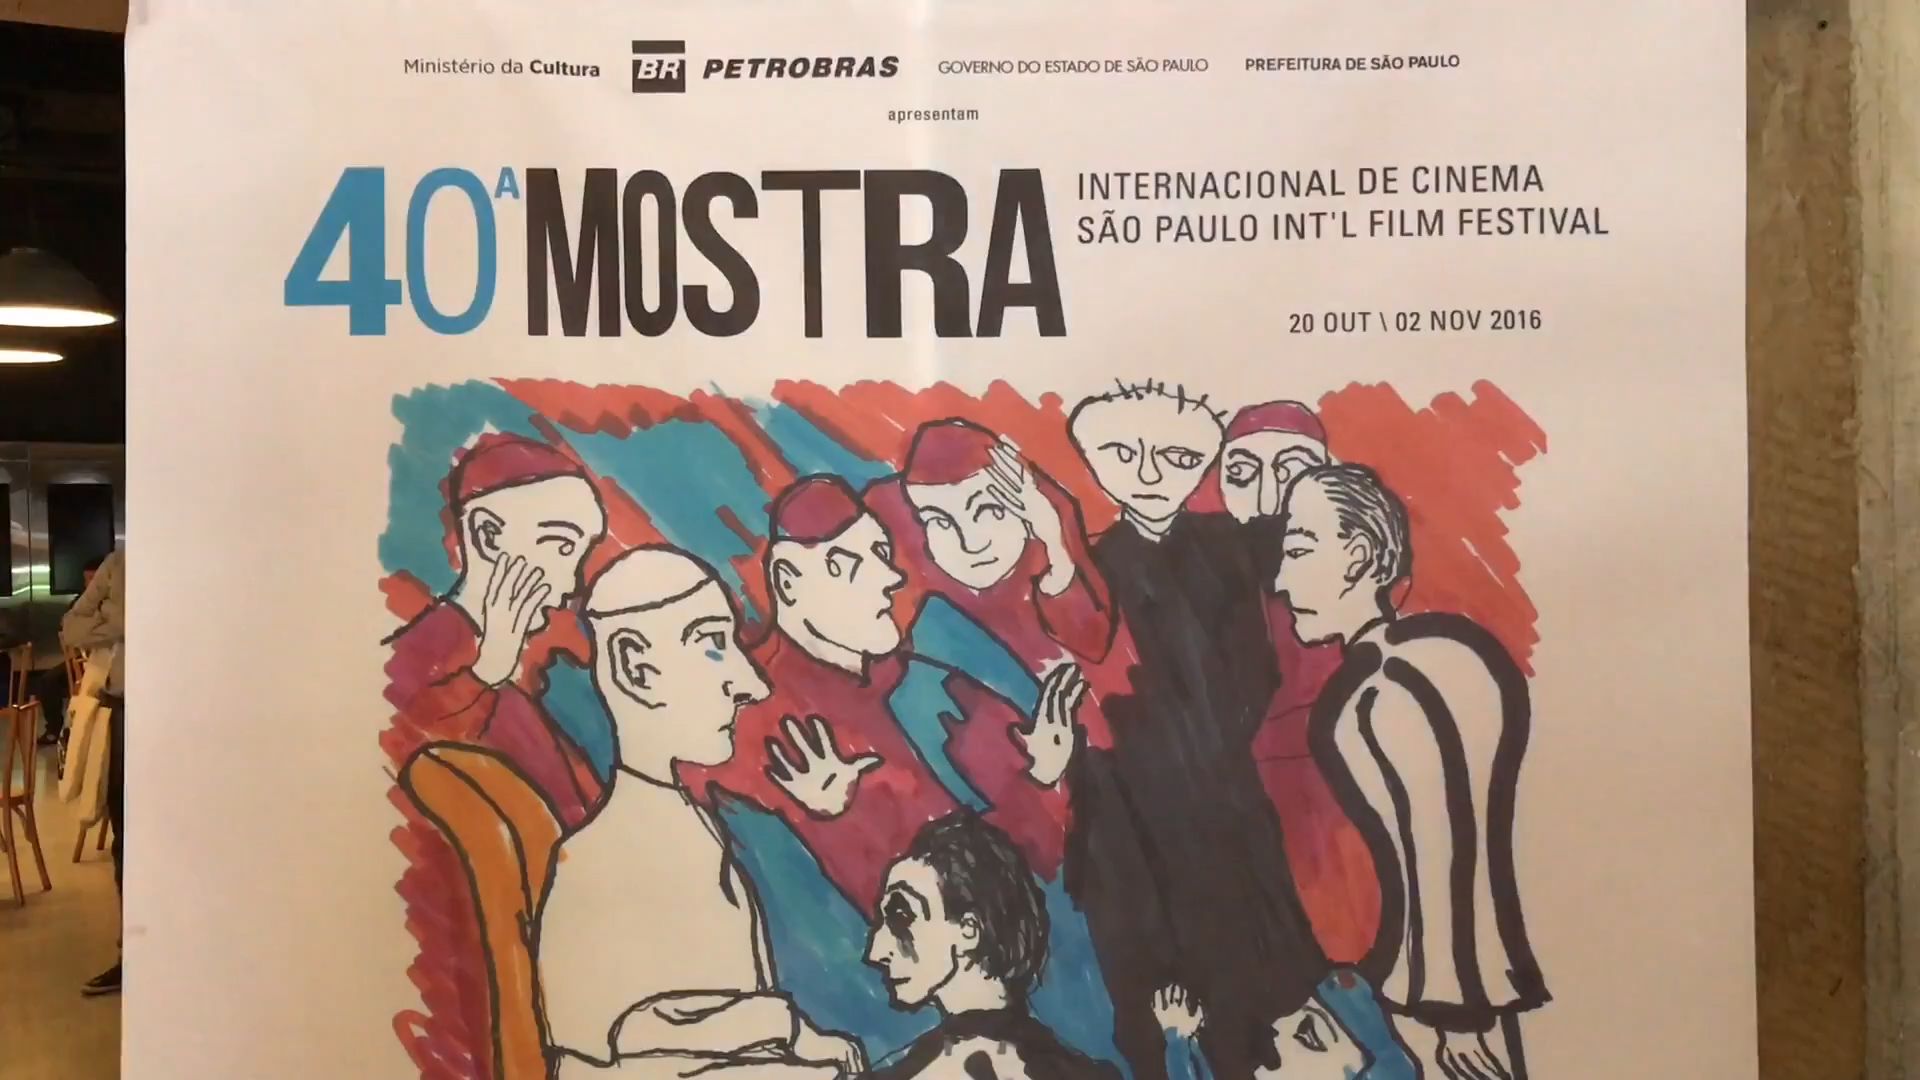 Ministério da Cultura BR PETROBRAS GOVERNO DO ESTADO DE SÃO PAULO PREFEITURA DE SÃO PAULO
apresentam
40A MOSTRA INTERNACIONAL DE CINEMA
SÃO PAULO INT'L FILM FESTIVAL
20 OUT \ 02 NOV 2016